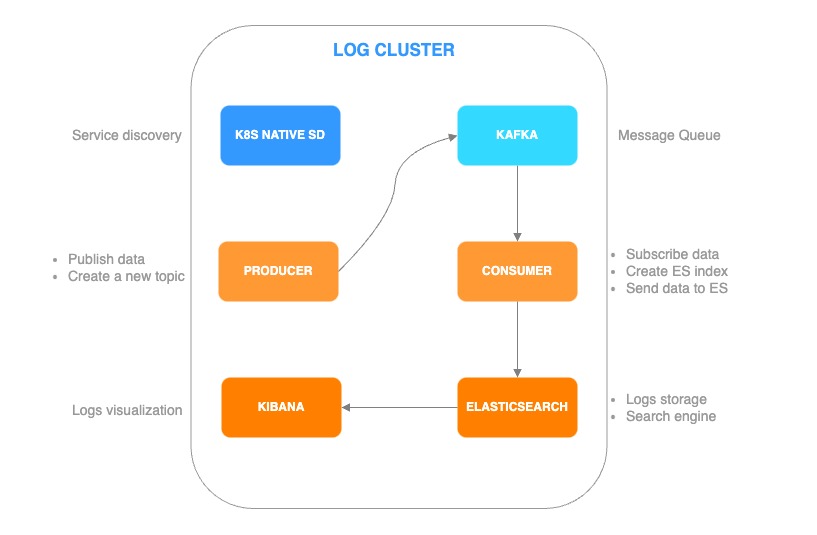 LOG CLUSTER
Service discovery
K8S NATIVE SD
KAFKA
Message Queue
• Publish data
• Create a new topic
PRODUCER
CONSUMER
• Subscribe data
• Create ES index
• Send data to ES
Logs visualization
KIBANA
ELASTICSEARCH
• Logs storage
• Search engine